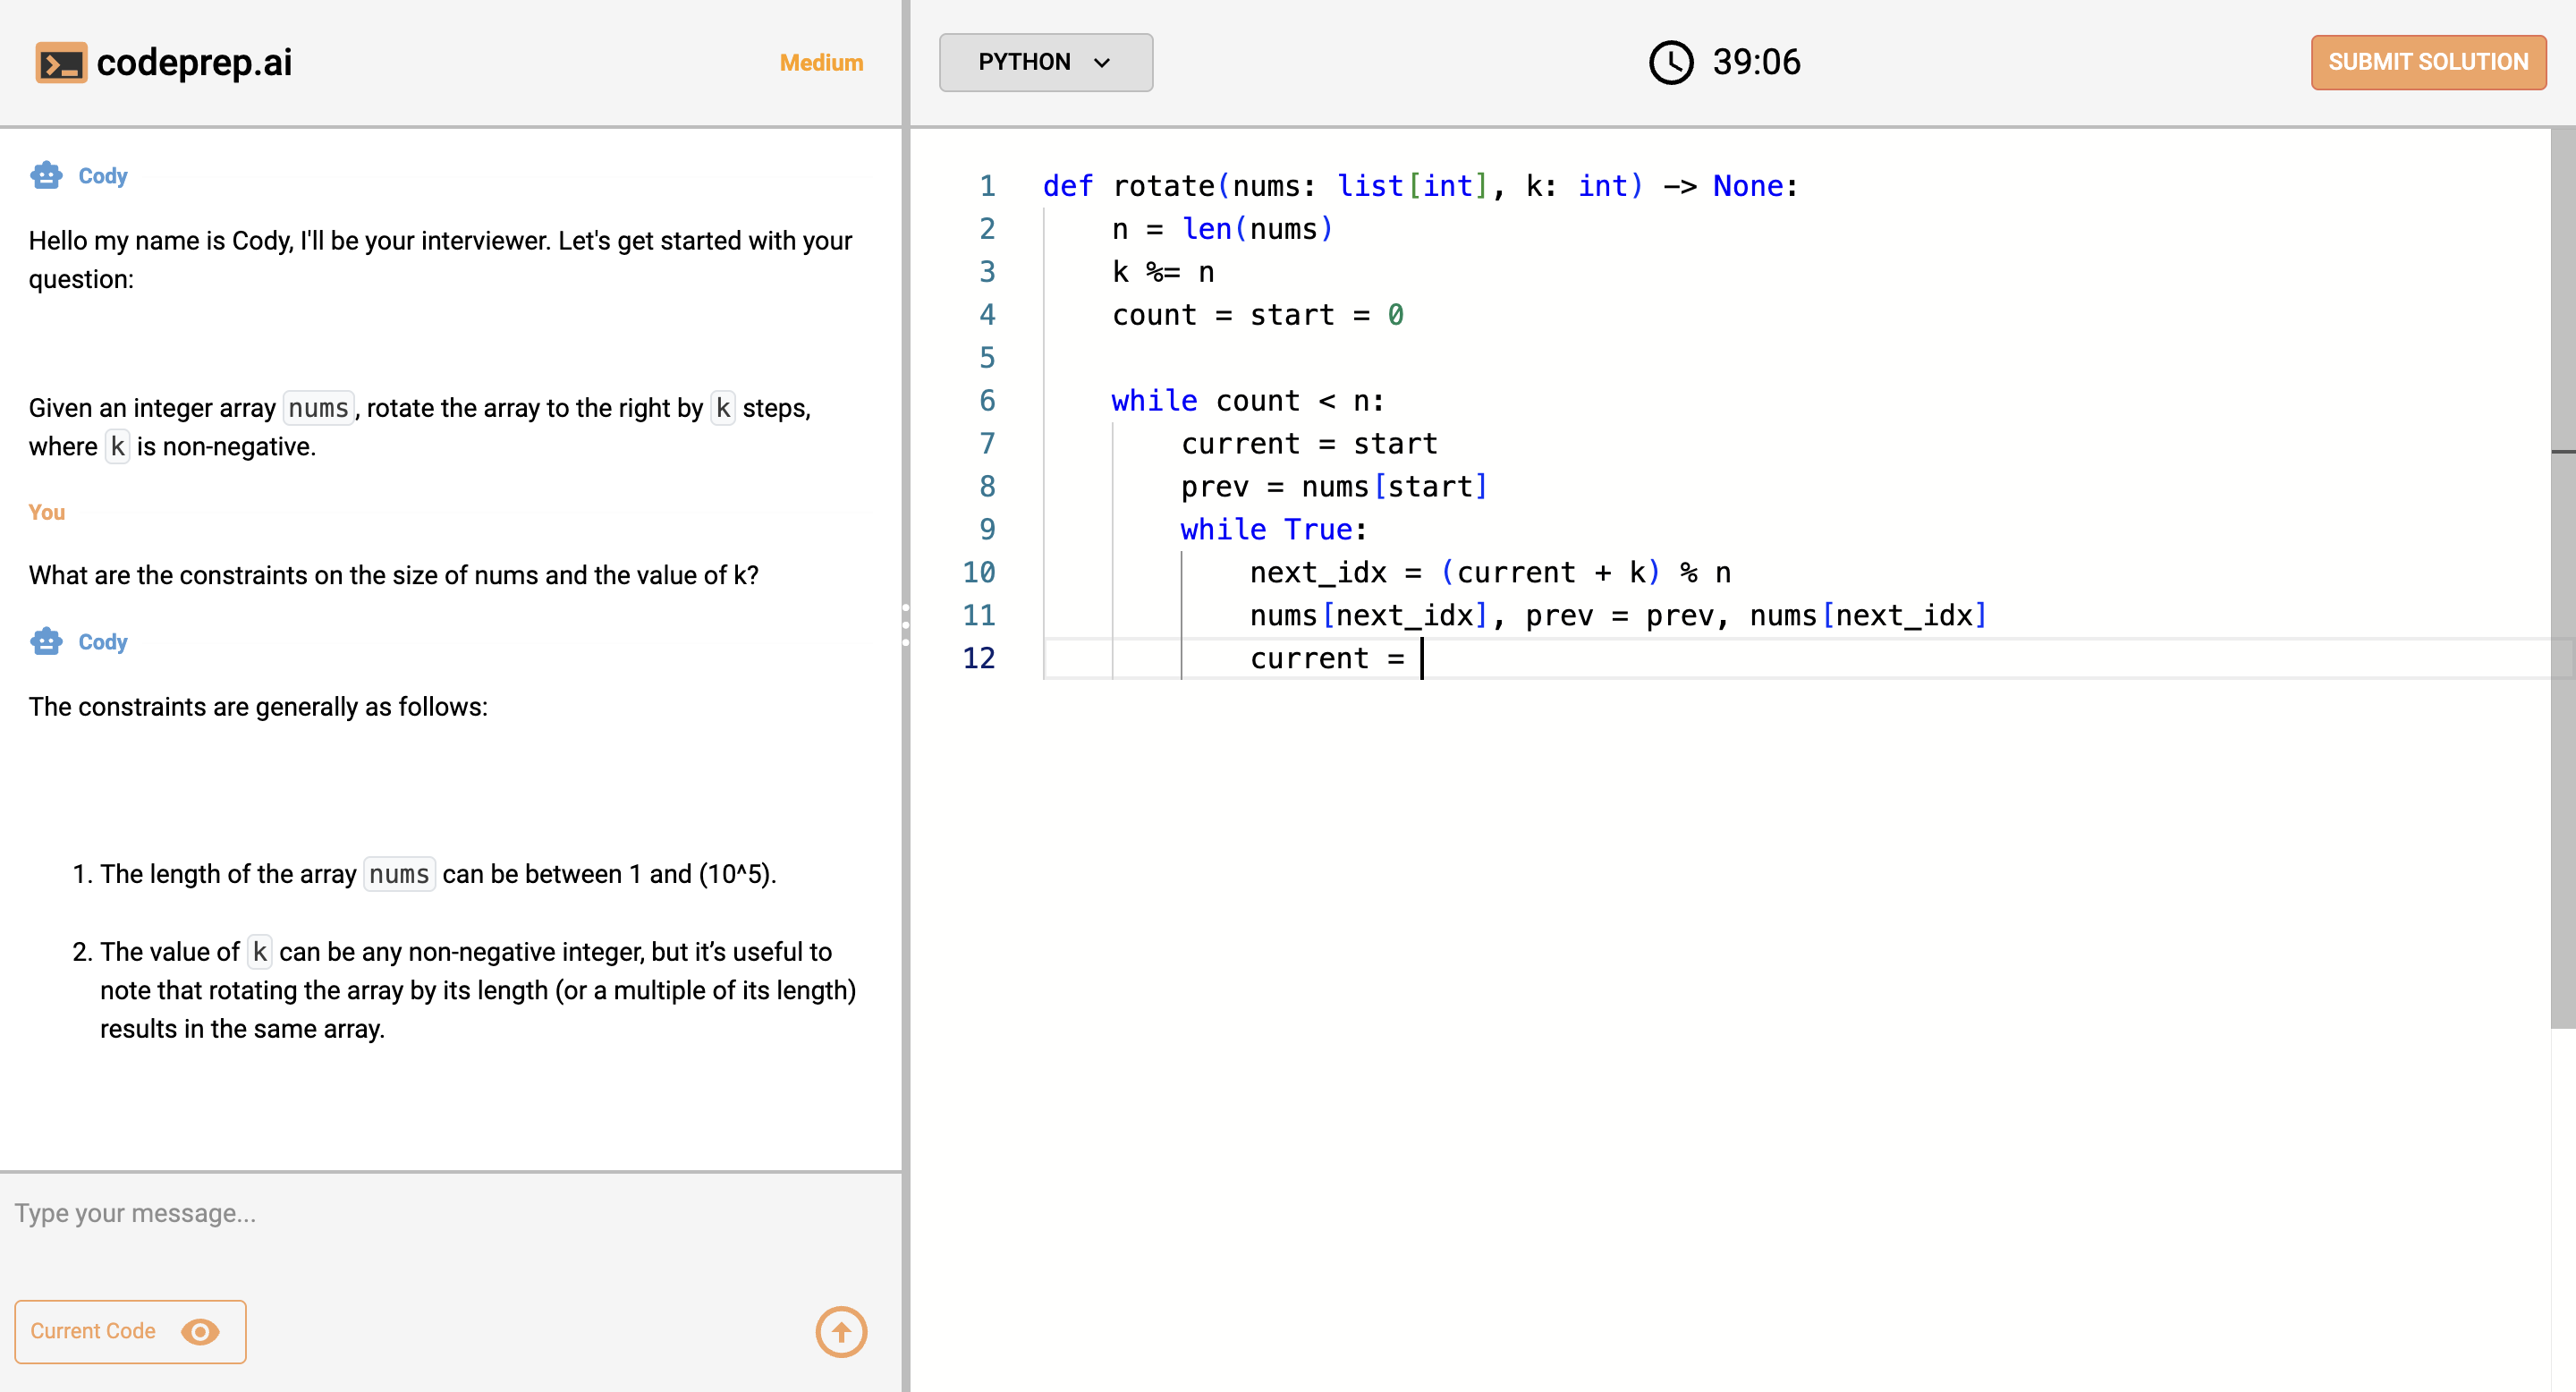 codeprep.ai
Medium
Cody
Hello my name is Cody, I'll be your interviewer. Let's get started with your
question:
Given an integer array nums, rotate the array to the right by k steps,
where k is non-negative.
You
What are the constraints on the size of nums and the value of k?
Cody
The constraints are generally as follows:
1. The length of the array nums can be between 1 and (10^5).
2. The value of k can be any non-negative integer, but it’s useful to
note that rotating the array by its length (or a multiple of its length)
results in the same array.
Type your message...
Current Code
PYTHON
39:06
SUBMIT SOLUTION
1 def rotate(nums: list[int], k: int) -> None:
2     n = len(nums)
3     k %= n
4     count = start = 0
5
6     while count < n:
7         current = start
8         prev = nums[start]
9         while True:
10             next_idx = (current + k) % n
11             nums[next_idx], prev = prev, nums[next_idx]
12             current =